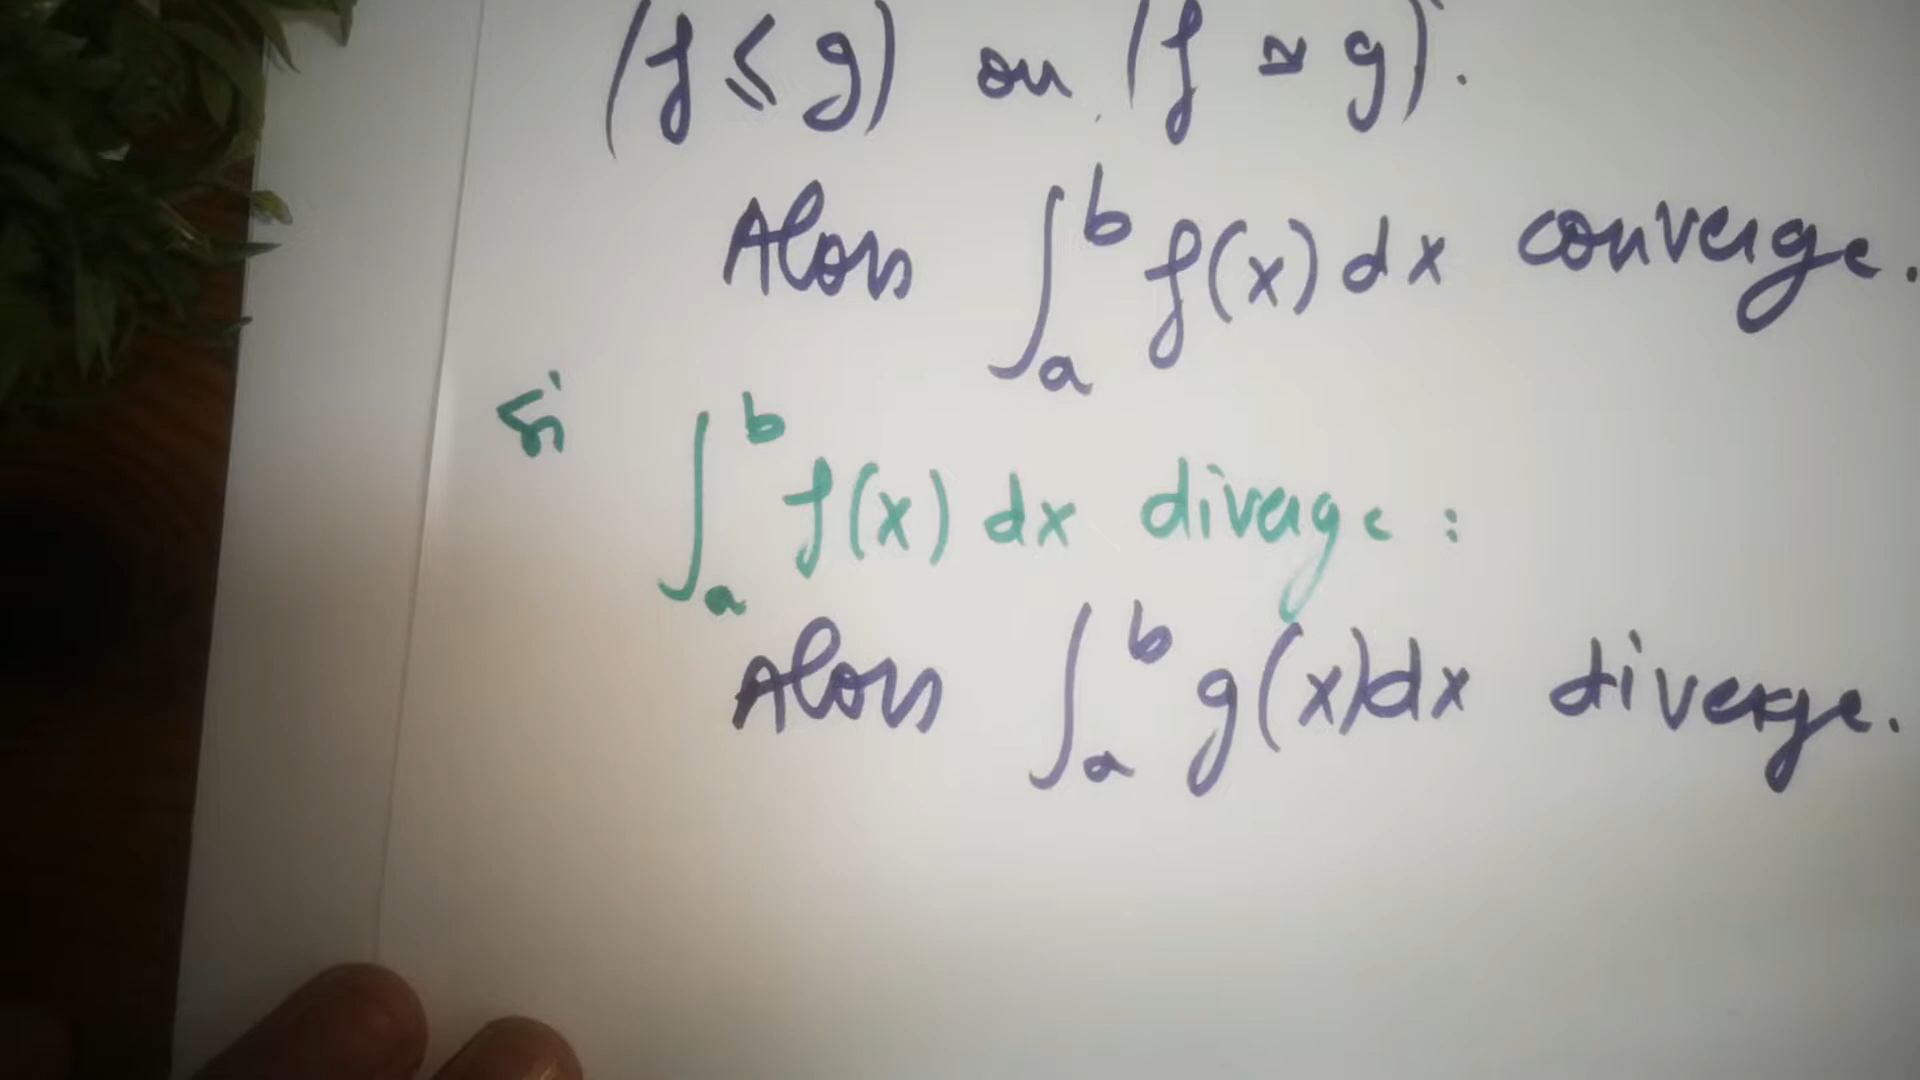 (f ⩽ g) ou (f ≃ g).
Alors ∫_a^b f(x) dx converge.
si ∫_a^b f(x) dx diverge :
Alors ∫_a^b g(x)dx diverge.